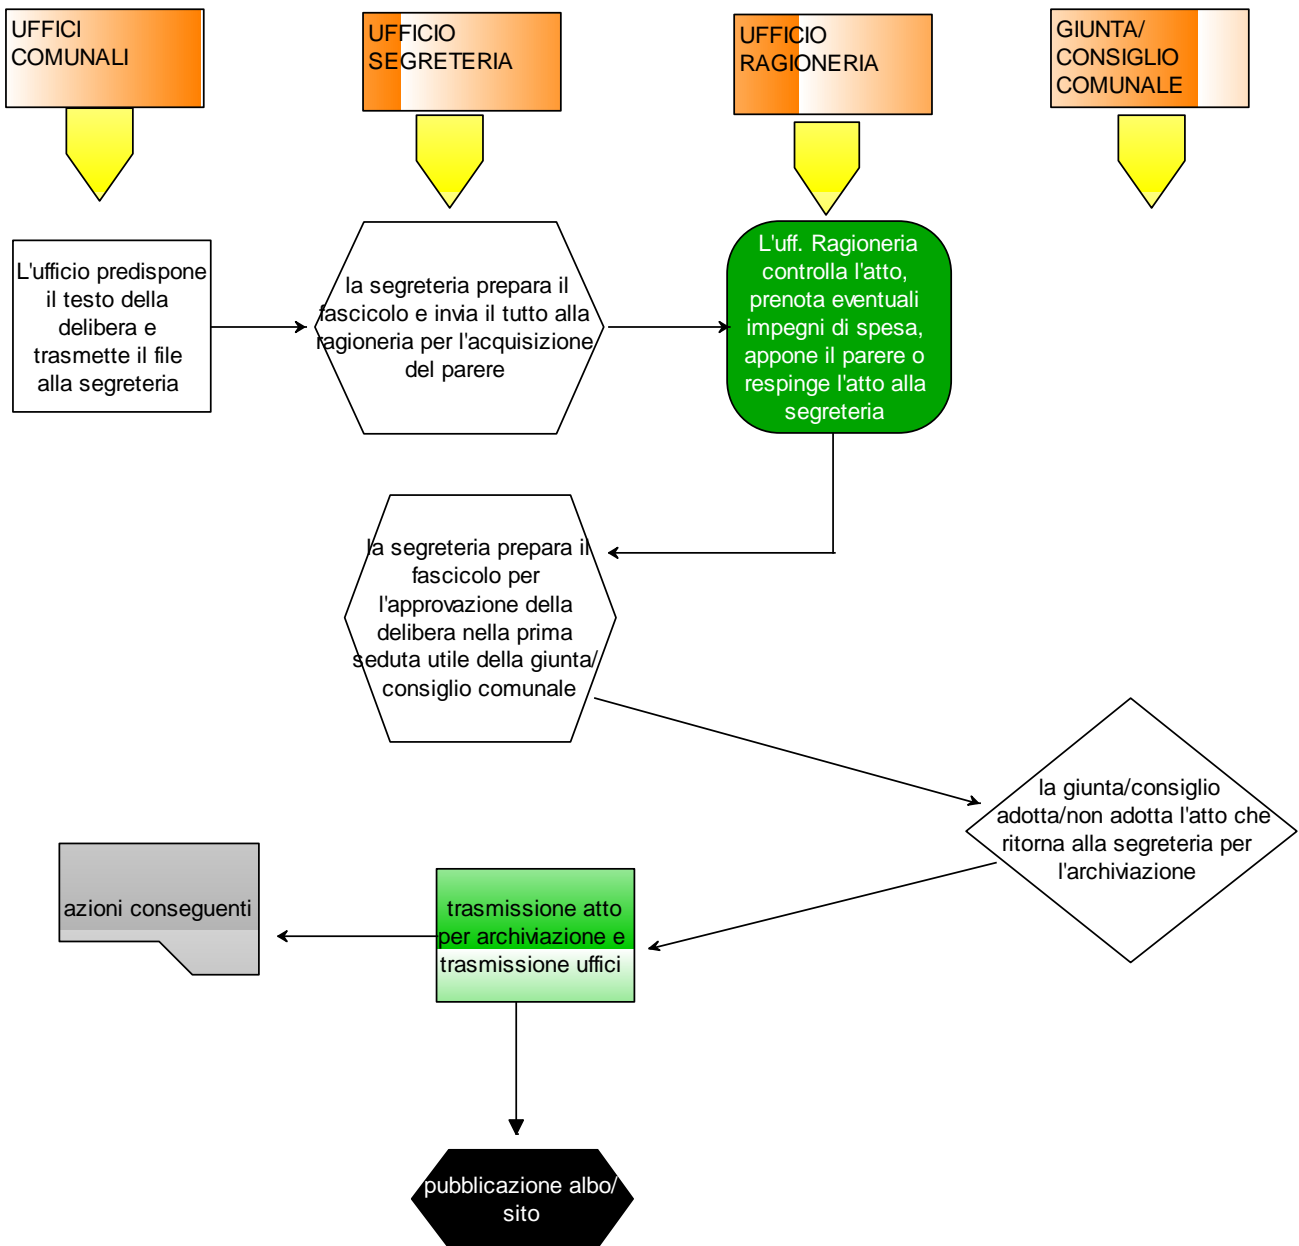 UFFICI
COMUNALI
UFFICIO
SEGRETERIA
UFFICIO
RAGIONERIA
GIUNTA/
CONSIGLIO
COMUNALE
L'ufficio predispone
il testo della
delibera e
trasmette il file
alla segreteria
la segreteria prepara il
fascicolo e invia il tutto alla
ragioneria per l'acquisizione
del parere
L'uff. Ragioneria
controlla l'atto,
prenota eventuali
impegni di spesa,
appone il parere o
respinge l'atto alla
segreteria
la segreteria prepara il
fascicolo per
l'approvazione della
delibera nella prima
seduta utile della giunta/
consiglio comunale
la giunta/consiglio
adotta/non adotta l'atto che
ritorna alla segreteria per
l'archiviazione
azioni conseguenti
trasmissione atto
per archiviazione e
trasmissione uffici
pubblicazione albo/
sito